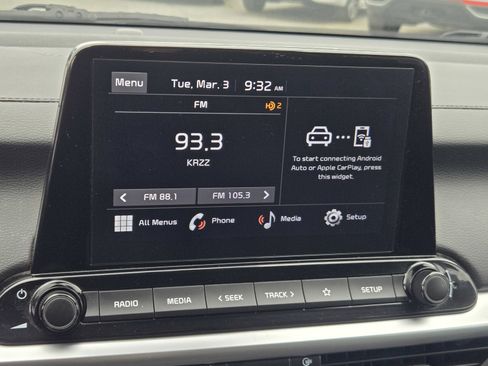 Menu
Tue, Mar. 3
9:32 AM
FM
HD 2
93.3
KRZZ
FM 88.1
FM 105.3
To start connecting Android
Auto or Apple CarPlay, press
this widget.
All Menus
Phone
Media
Setup
RADIO
MEDIA
< SEEK
TRACK >
SETUP